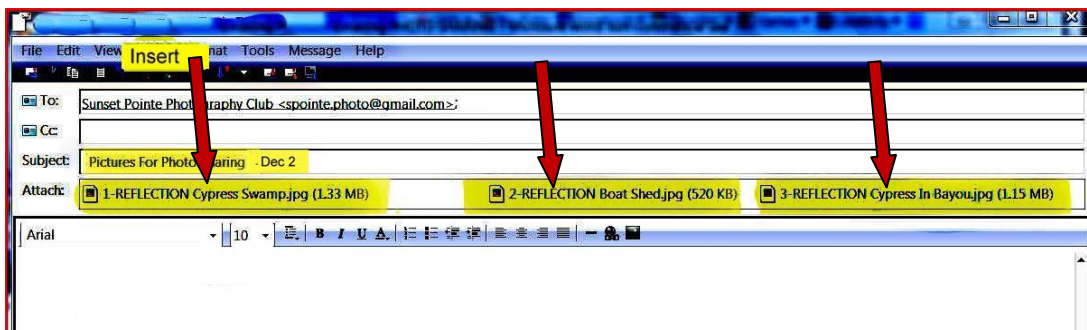 File Edit View Insert Tools Message Help
To: Sunset Pointe Photography Club <spointe.photo@gmail.com>;
Cc:
Subject: Pictures For Photo Dec 2
Attach: 1-REFLECTION Cypress Swamp.jpg (1.33 MB) 2-REFLECTION Boat Shed.jpg (520 KB) 3-REFLECTION Cypress In Bayou.jpg (1.15 MB)
Arial 10 B I U A